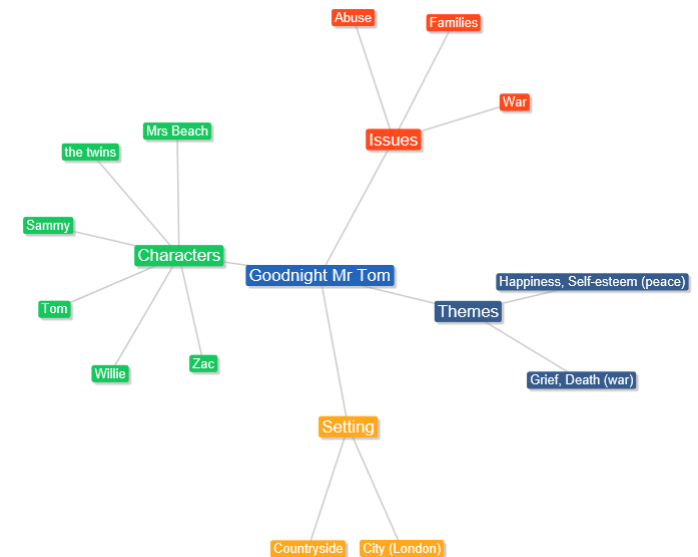 Abuse
Families
War
Issues
Mrs Beach
the twins
Sammy
Characters
Tom
Willie
Zac
Goodnight Mr Tom
Happiness, Self-esteem (peace)
Themes
Grief, Death (war)
Setting
Countryside
City (London)